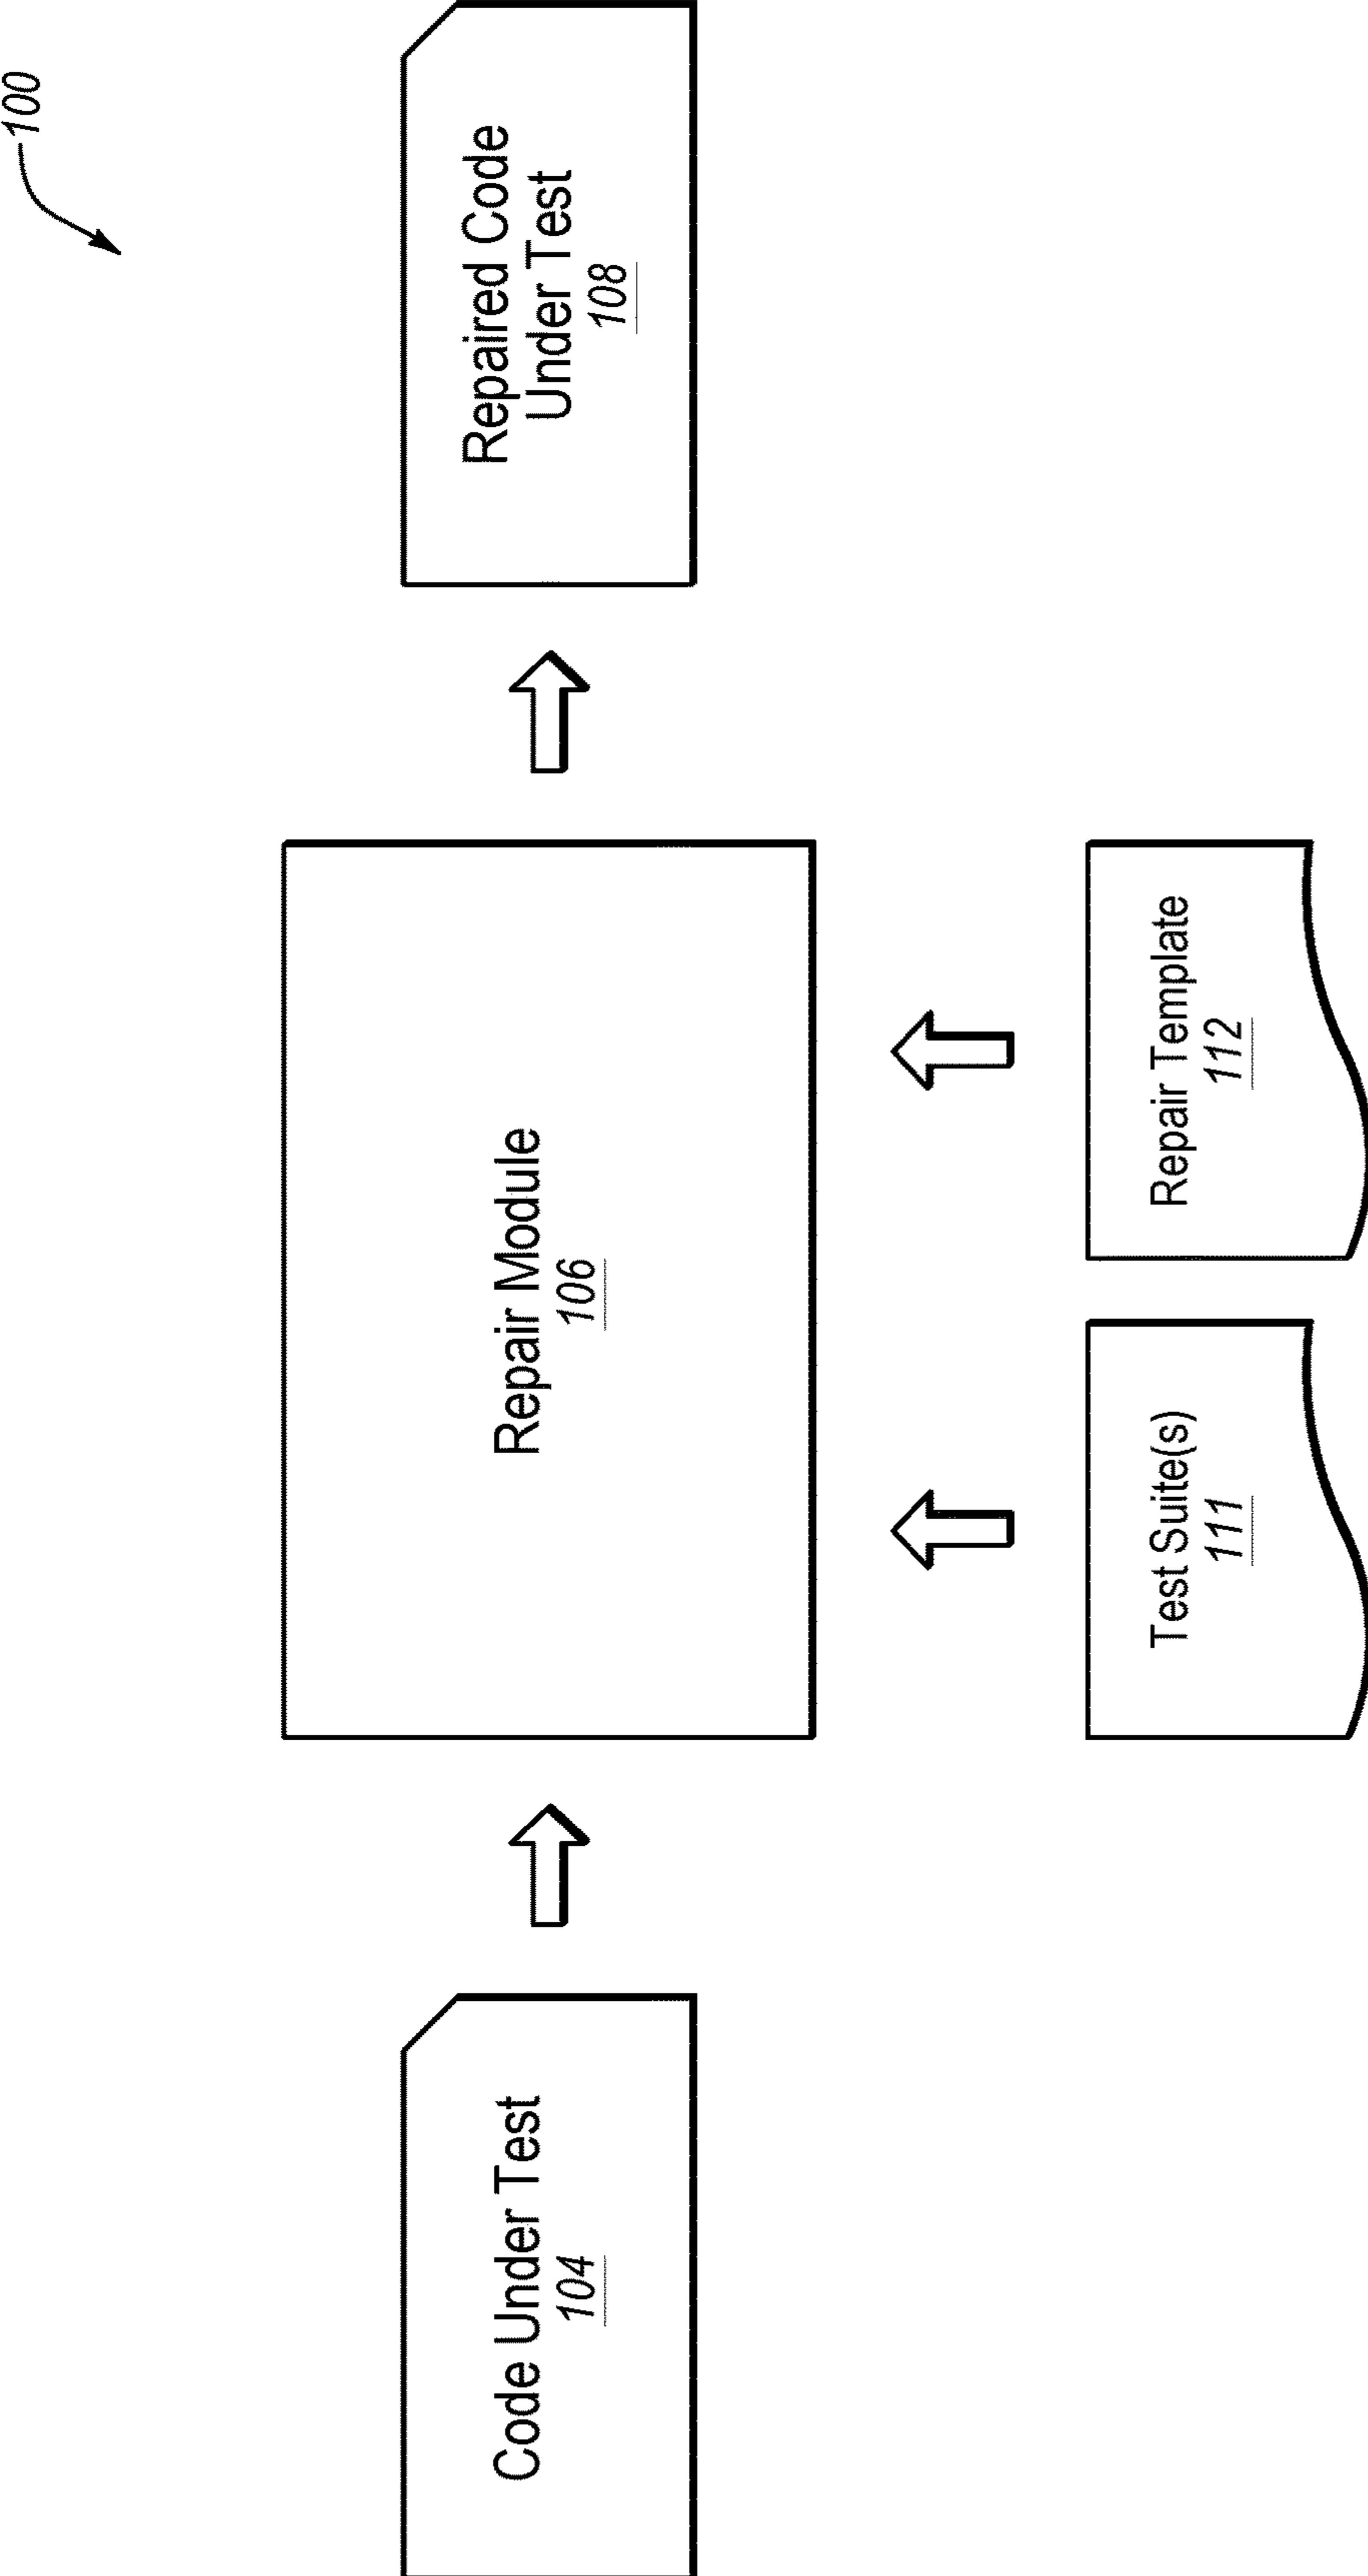 100
Code Under Test
104
Repair Module
106
Repaired Code
Under Test
108
Test Suite(s)
111
Repair Template
112